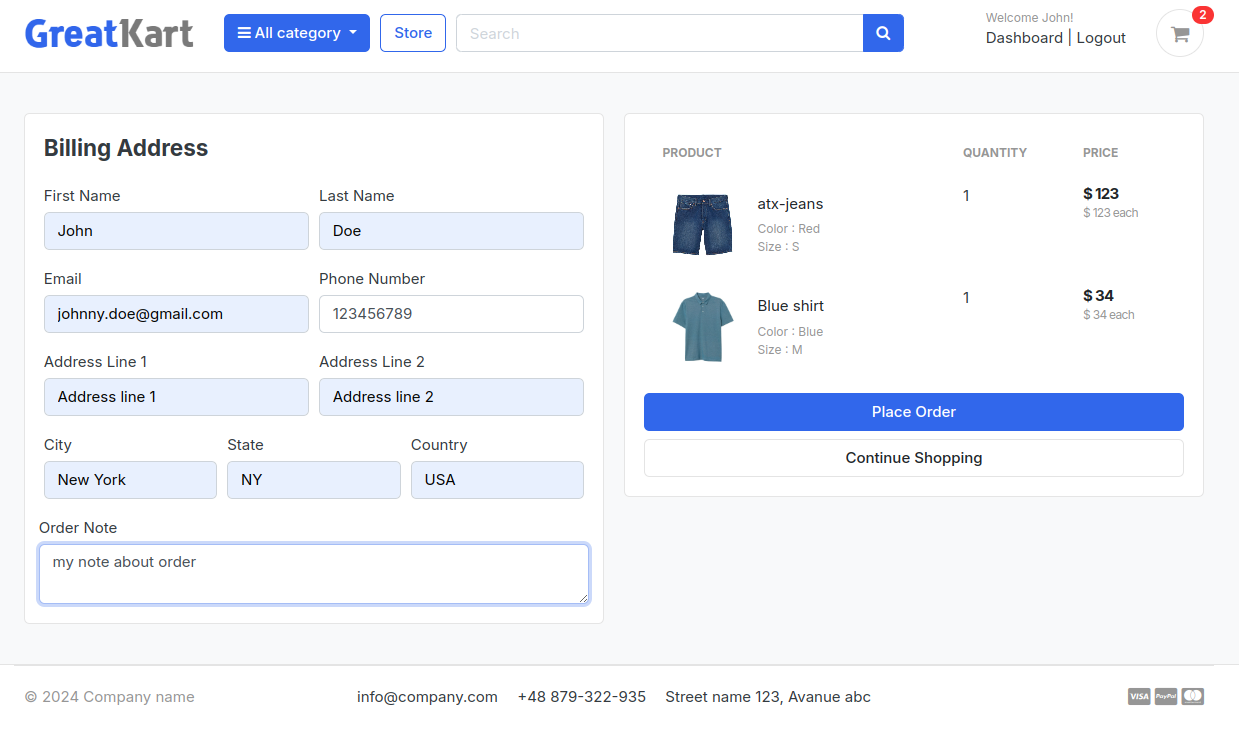 GreatKart
All category
Store
Search
Welcome John!
Dashboard | Logout
2
Billing Address
First Name
Last Name
John
Doe
Email
Phone Number
johnny.doe@gmail.com
123456789
Address Line 1
Address Line 2
Address line 1
Address line 2
City
State
Country
New York
NY
USA
Order Note
my note about order
PRODUCT
QUANTITY
PRICE
atx-jeans
Color : Red
Size : S
1
$ 123
$ 123 each
Blue shirt
Color : Blue
Size : M
1
$ 34
$ 34 each
Place Order
Continue Shopping
© 2024 Company name
info@company.com
+48 879-322-935
Street name 123, Avanue abc
VISA
PayPal